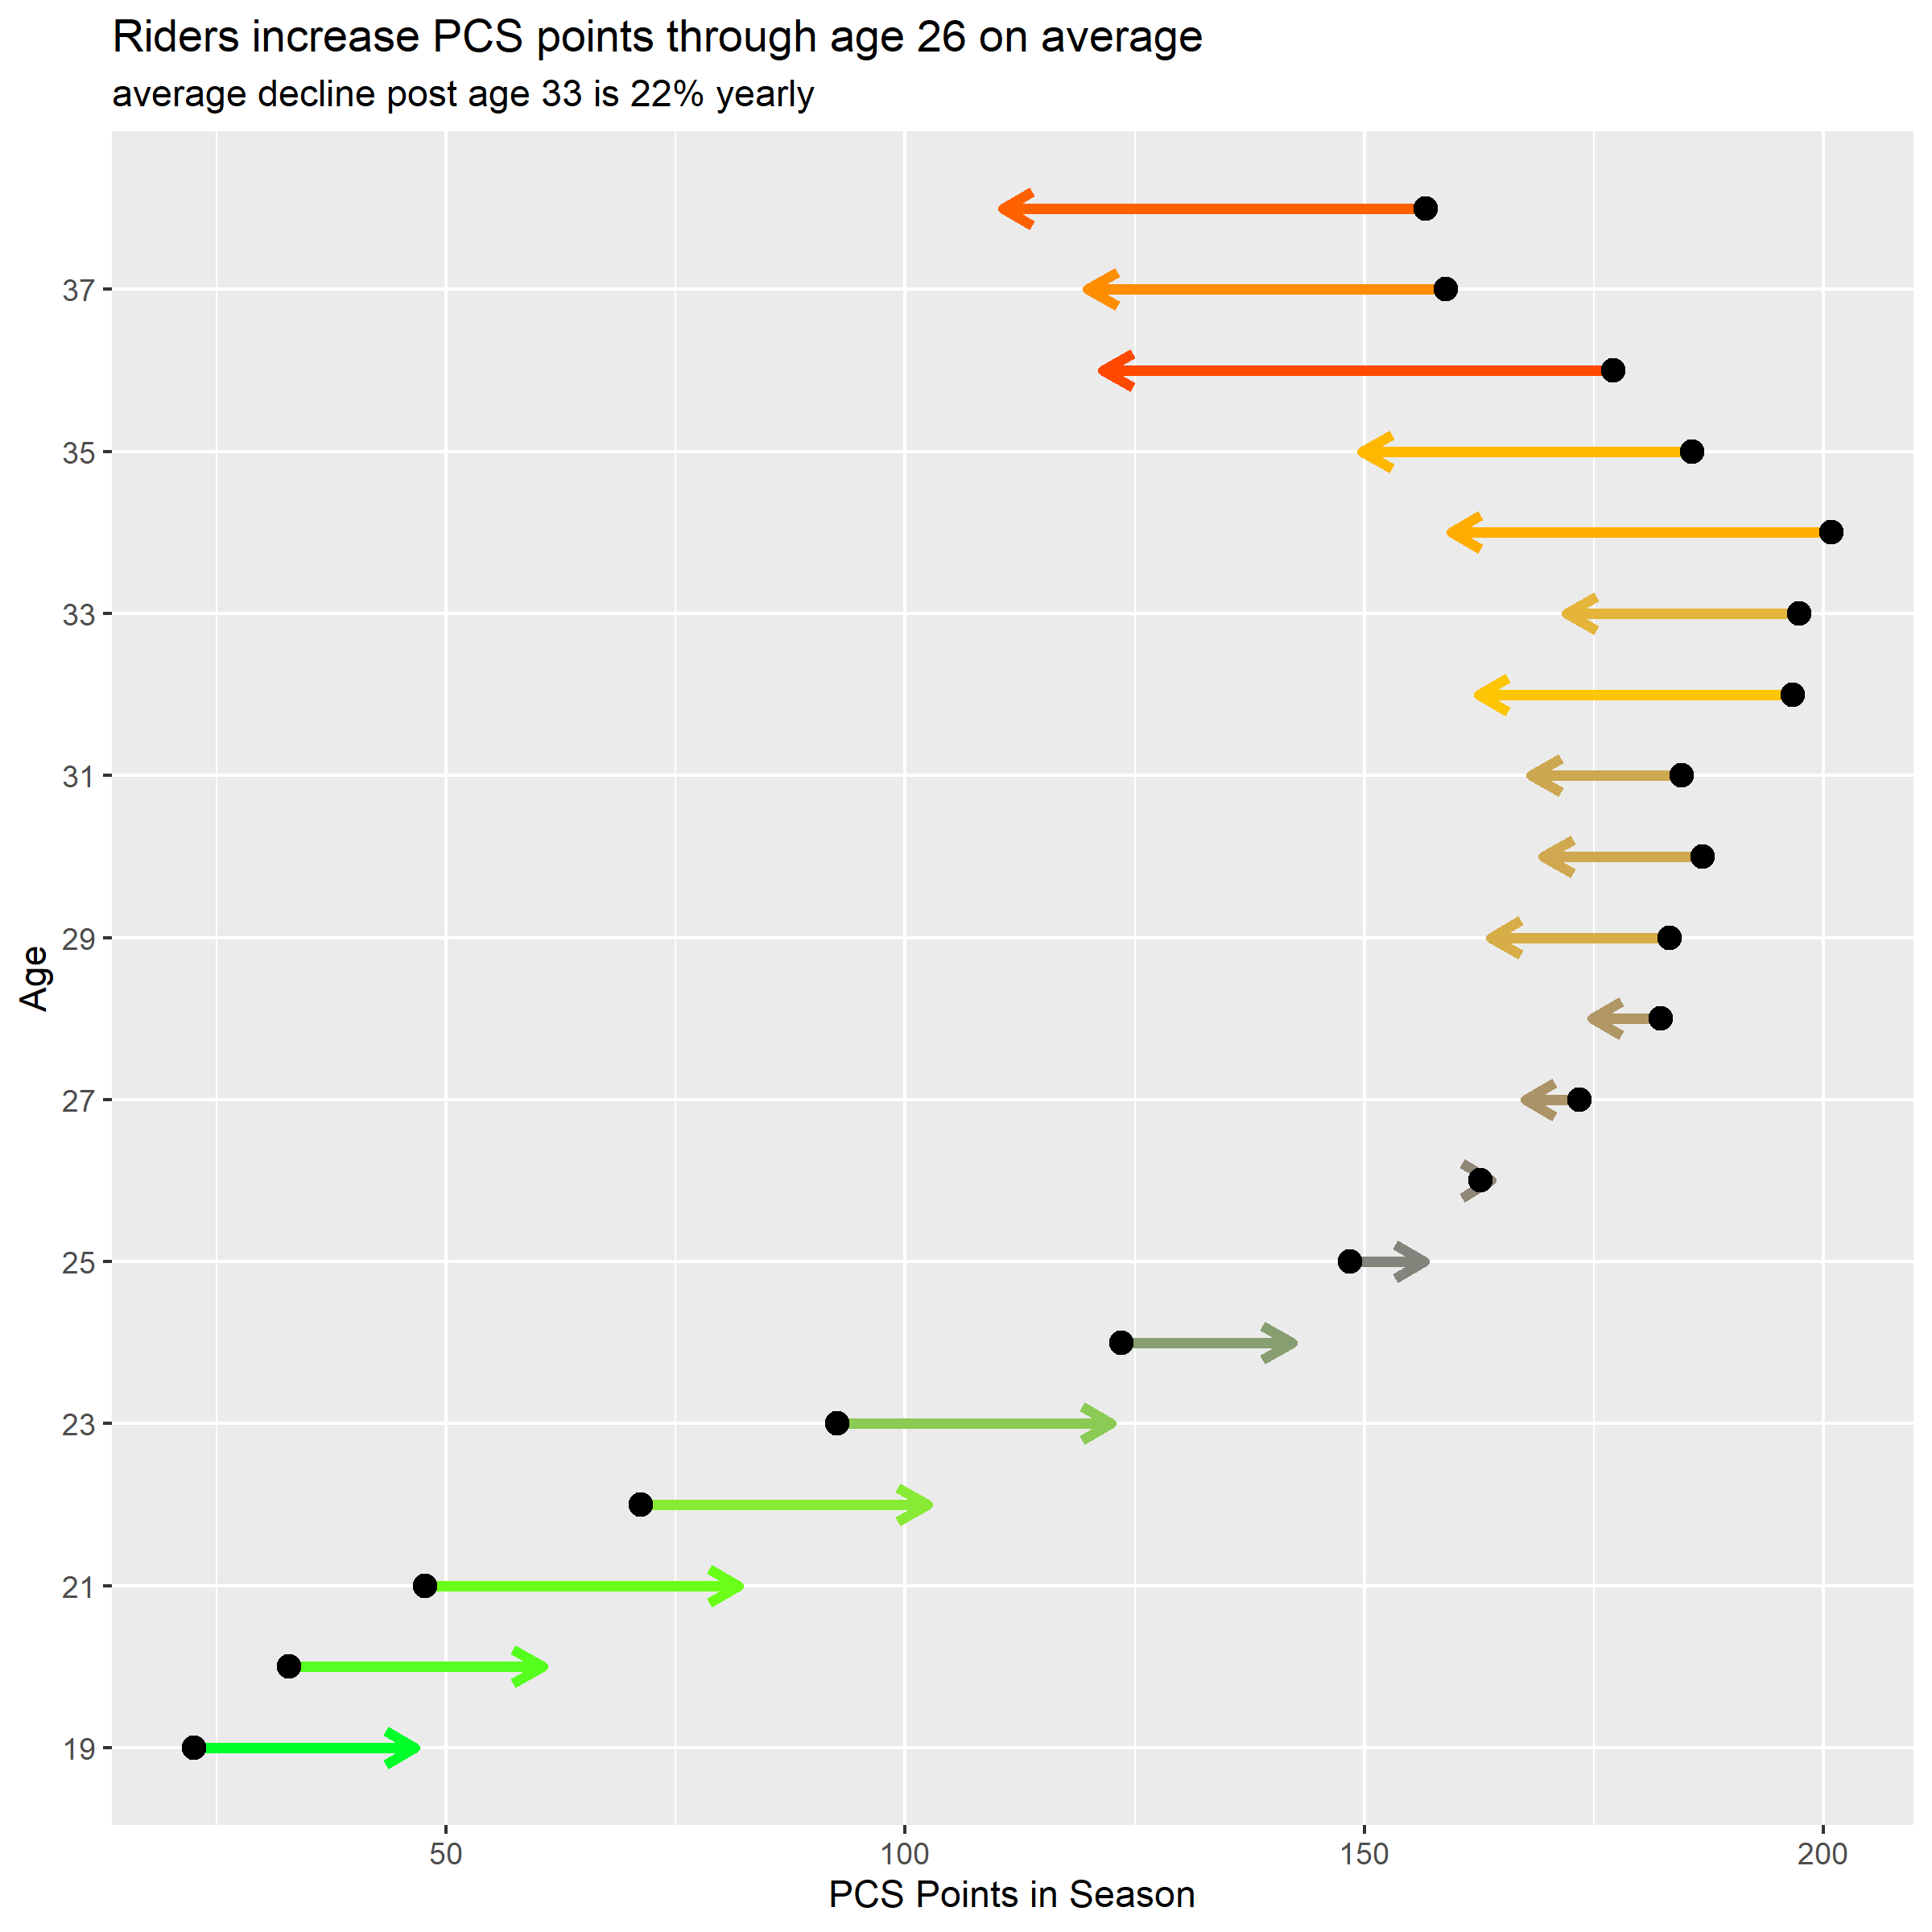 Riders increase PCS points through age 26 on average
average decline post age 33 is 22% yearly
37
35
33
31
29
27
25
23
21
19
Age
50 100 150 200
PCS Points in Season